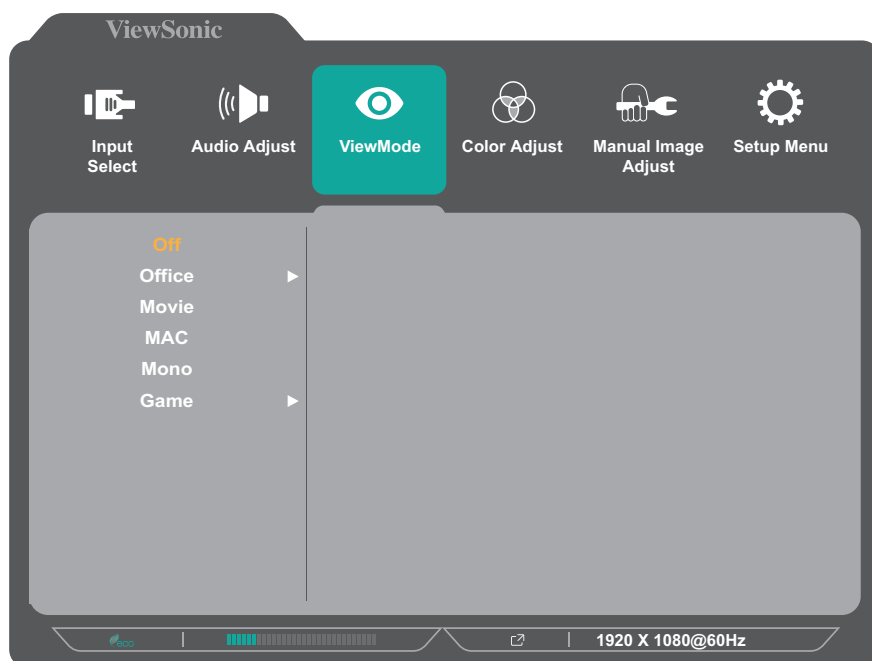 ViewSonic
Input
Select
Audio Adjust
ViewMode
Color Adjust
Manual Image
Adjust
Setup Menu
Off
Office
Movie
MAC
Mono
Game
eco
1920 X 1080@60Hz